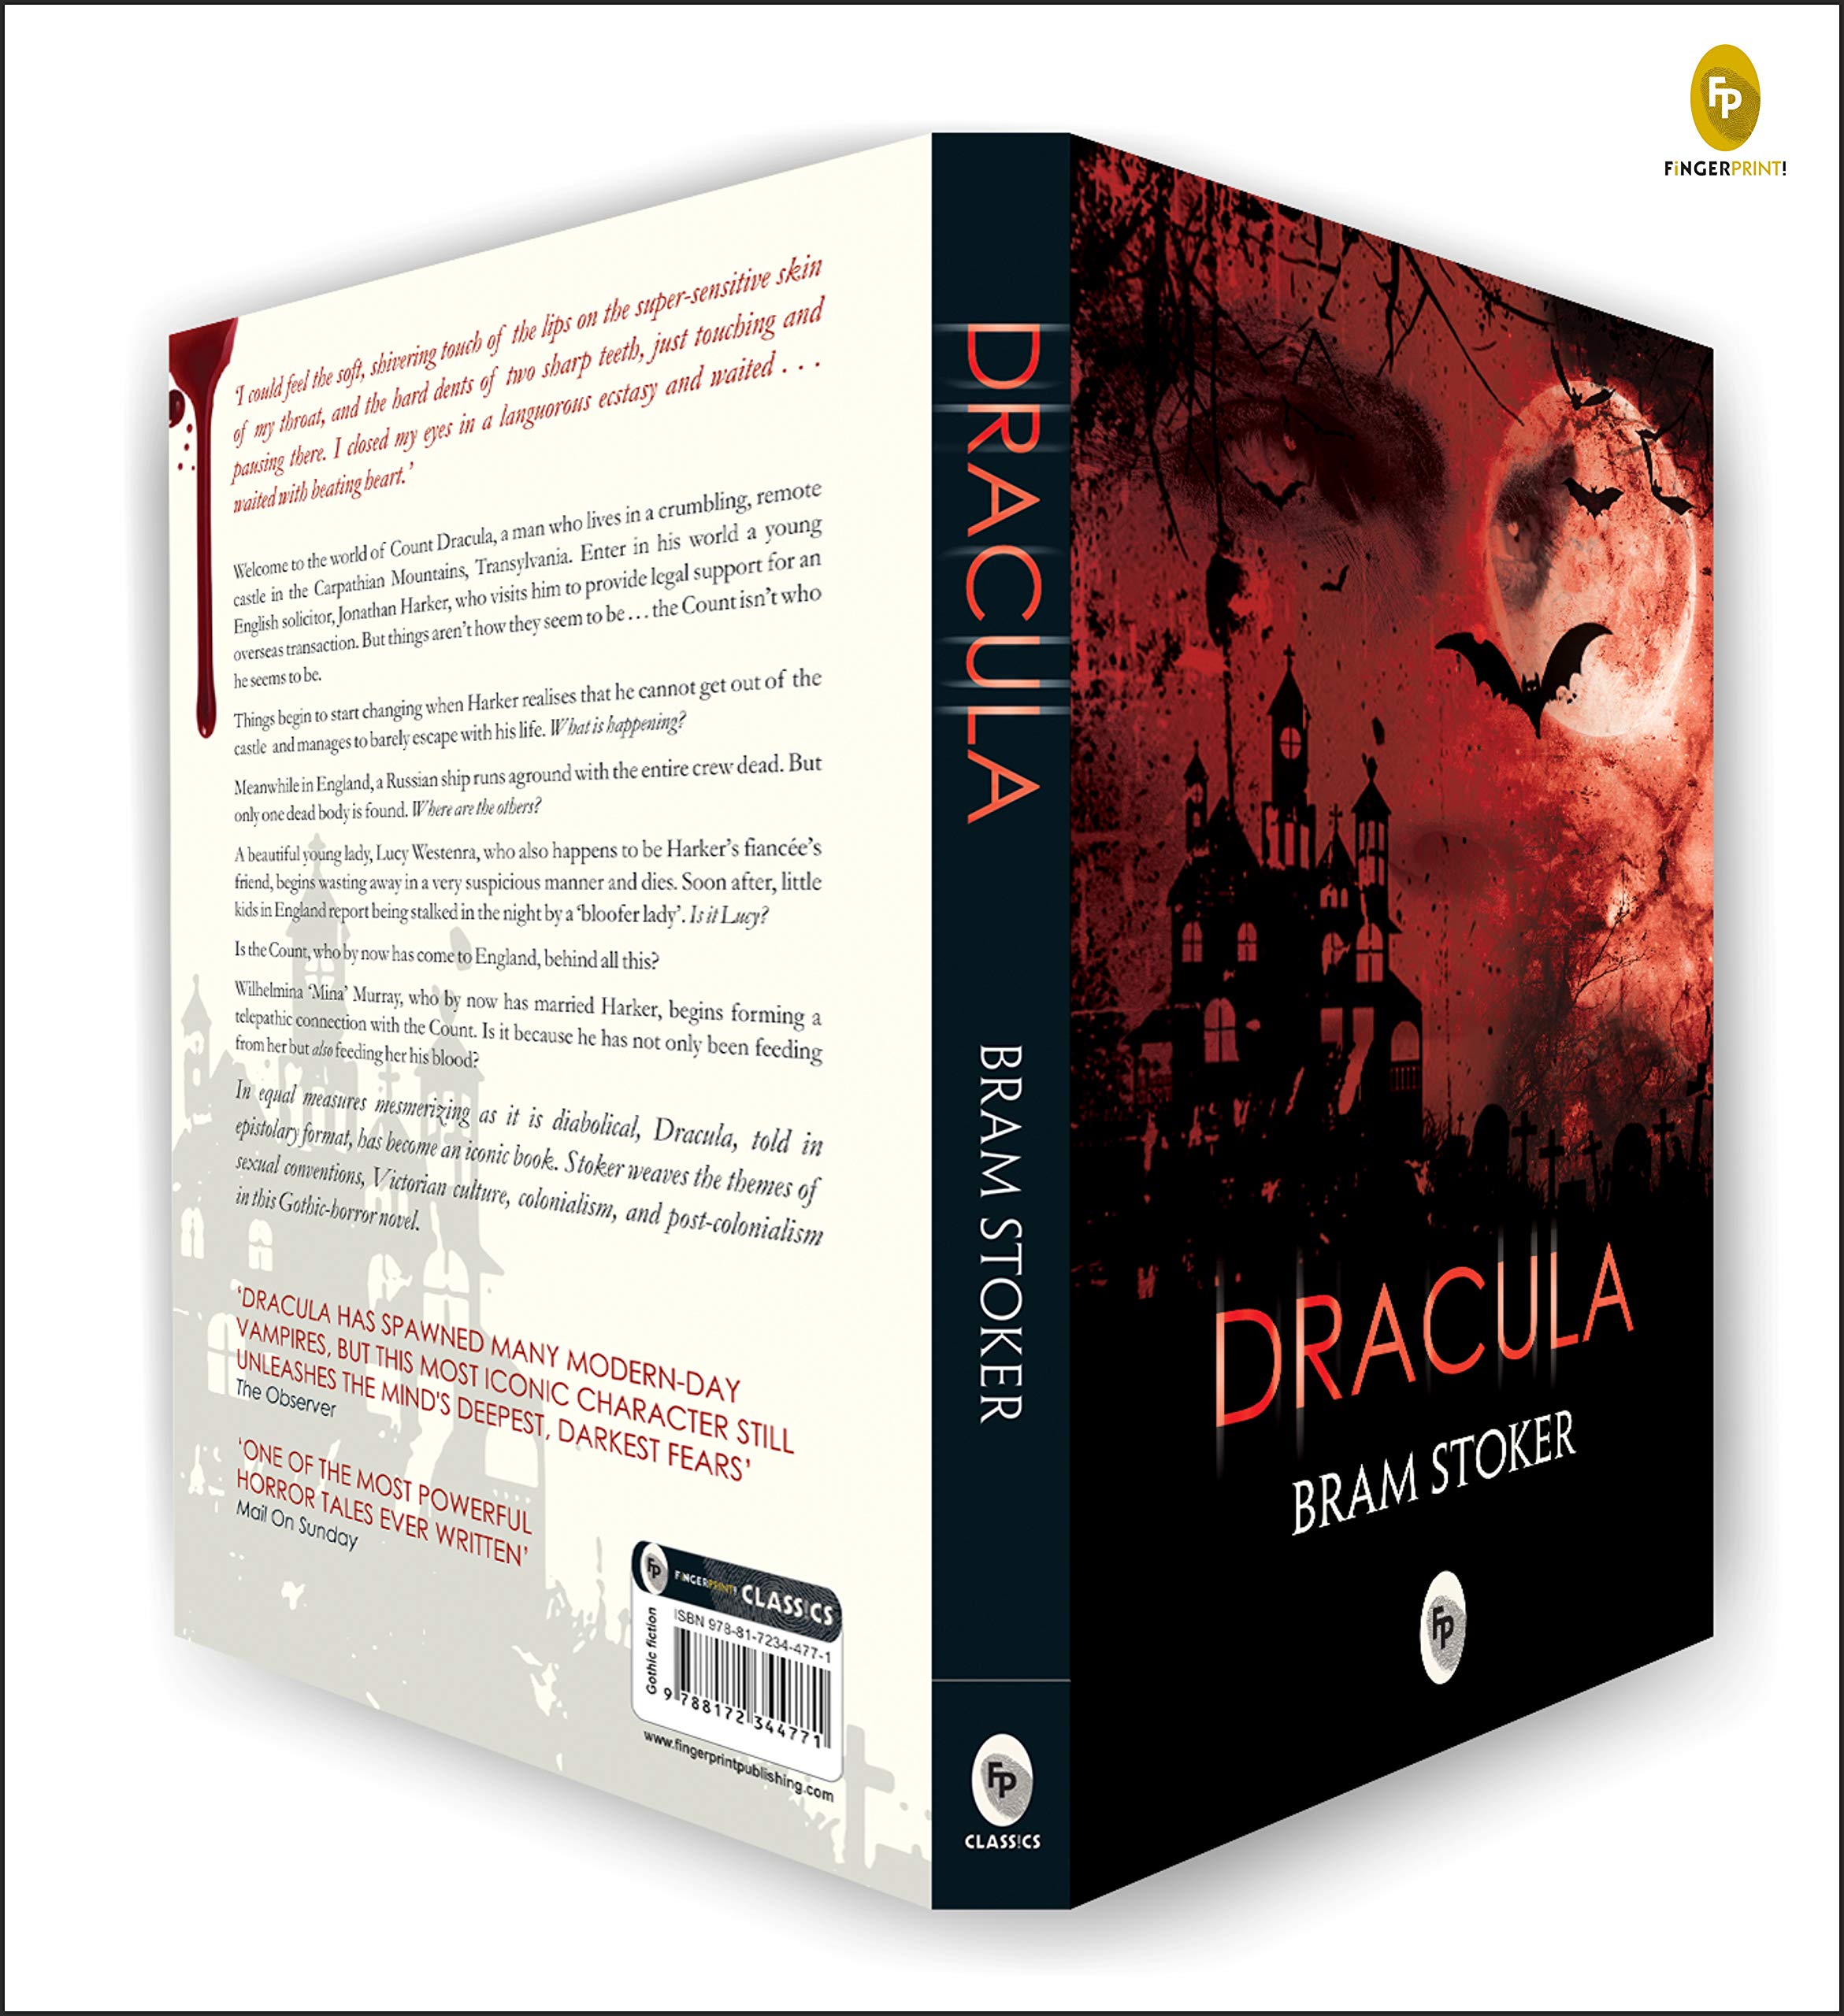 FP
FiNGERPRINT!
'I could feel the soft, shivering touch of the lips on the super-sensitive skin
of my throat, and the hard dents of two sharp teeth, just touching and
pausing there. I closed my eyes in a languorous ecstasy and waited . . .
waited with beating heart.'
Welcome to the world of Count Dracula, a man who lives in a crumbling, remote
castle in the Carpathian Mountains, Transylvania. Enter in his world a young
English solicitor, Jonathan Harker, who visits him to provide legal support for an
overseas transaction. But things aren't how they seem to be . . . the Count isn't who
he seems to be.
Things begin to start changing when Harker realises that he cannot get out of the
castle and manages to barely escape with his life. What is happening?
Meanwhile in England, a Russian ship runs aground with the entire crew dead. But
only one dead body is found. Where are the others?
A beautiful young lady, Lucy Westenra, who also happens to be Harker's fiancée's
friend, begins wasting away in a very suspicious manner and dies. Soon after, little
kids in England report being stalked in the night by a 'bloofer lady'. Is it Lucy?
Is the Count, who by now has come to England, behind all this?
Wilhelmina 'Mina' Murray, who by now has married Harker, begins forming a
telepathic connection with the Count. Is it because he has not only been feeding
from her but also feeding her his blood?
In equal measures mesmerizing as it is diabolical, Dracula, told in
epistolary format, has become an iconic book. Stoker weaves the themes of
sexual conventions, Victorian culture, colonialism, and post-colonialism
in this Gothic-horror novel.
'DRACULA HAS SPAWNED MANY MODERN-DAY
VAMPIRES, BUT THIS MOST ICONIC CHARACTER STILL
UNLEASHES THE MIND'S DEEPEST, DARKEST FEARS'
The Observer
'ONE OF THE MOST POWERFUL
HORROR TALES EVER WRITTEN'
Mail On Sunday
FP FiNGERPRINT! CLASS!CS
ISBN 978-81-7234-477-1
Gothic fiction
9 788172 344771
www.fingerprintpublishing.com
DRACULA
BRAM STOKER
FP
CLASS!CS
DRACULA
BRAM STOKER
FP